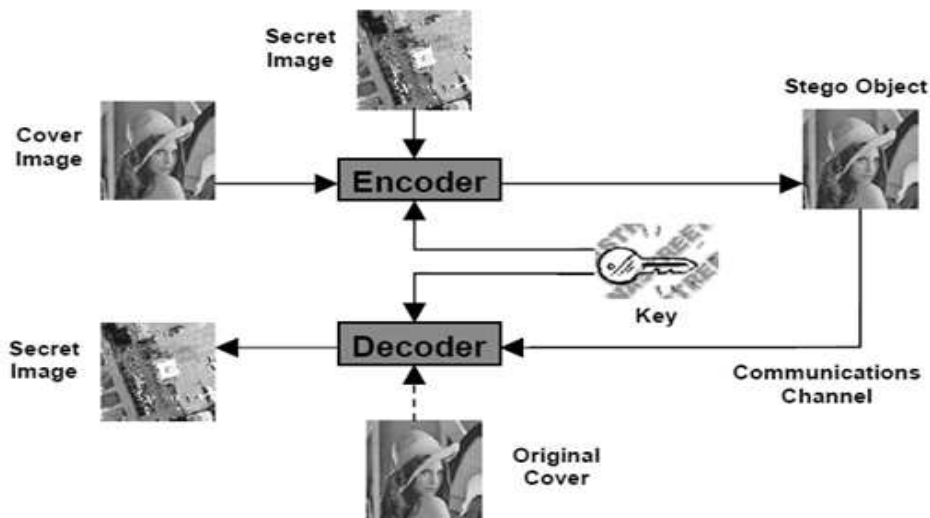 Secret
Image
Stego Object
Cover
Image
Encoder
Key
Decoder
Secret
Image
Communications
Channel
Original
Cover